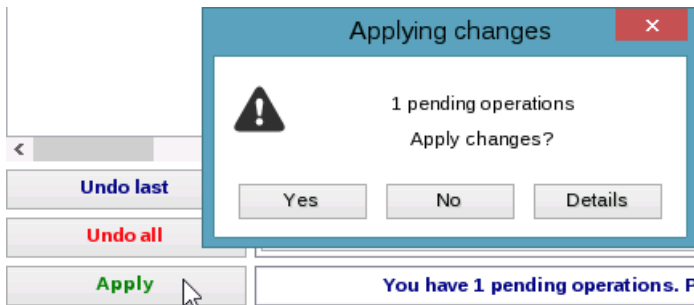 Applying changes
1 pending operations
Apply changes?
Yes
No
Details
Undo last
Undo all
Apply
You have 1 pending operations.